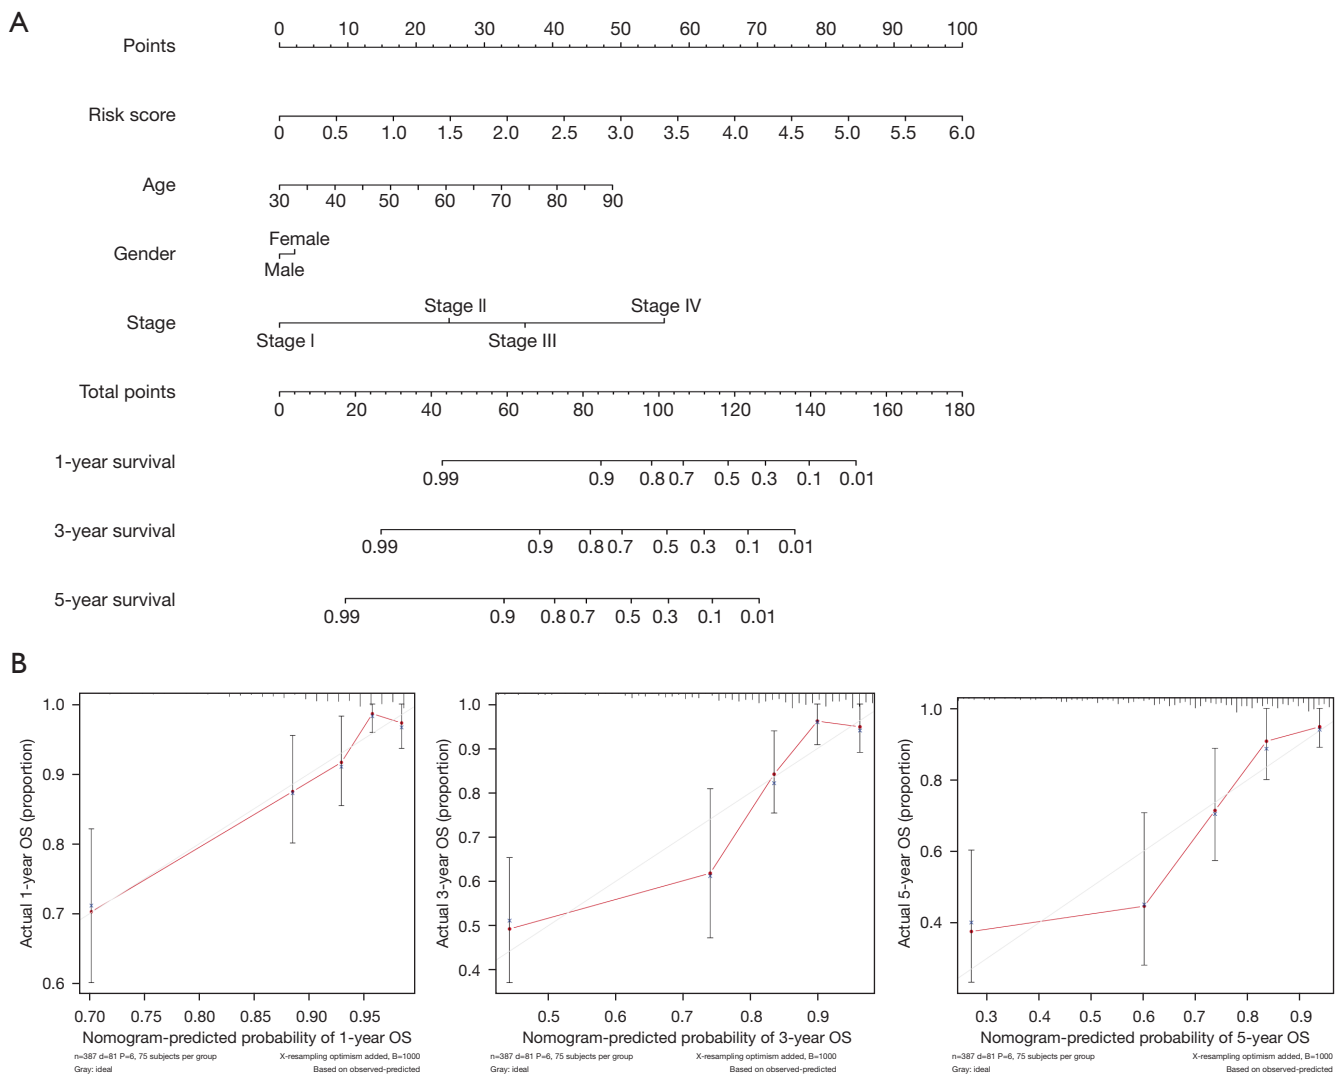 A
Points
0 10 20 30 40 50 60 70 80 90 100
Risk score
0 0.5 1.0 1.5 2.0 2.5 3.0 3.5 4.0 4.5 5.0 5.5 6.0
Age
30 40 50 60 70 80 90
Female
Gender
Male
Stage II Stage IV
Stage
Stage I Stage III
Total points
0 20 40 60 80 100 120 140 160 180
1-year survival
0.99 0.9 0.8 0.7 0.5 0.3 0.1 0.01
3-year survival
0.99 0.9 0.8 0.7 0.5 0.3 0.1 0.01
5-year survival
0.99 0.9 0.8 0.7 0.5 0.3 0.1 0.01
B
Actual 1-year OS (proportion)
1.0
0.9
0.8
0.7
0.6
0.70 0.75 0.80 0.85 0.90 0.95
Nomogram-predicted probability of 1-year OS
n=387 d=81 P=6, 75 subjects per group X-resampling optimism added, B=1000
Gray: ideal Based on observed-predicted
Actual 3-year OS (proportion)
1.0
0.9
0.8
0.7
0.6
0.5
0.4
0.5 0.6 0.7 0.8 0.9
Nomogram-predicted probability of 3-year OS
n=387 d=81 P=6, 75 subjects per group X-resampling optimism added, B=1000
Gray: ideal Based on observed-predicted
Actual 5-year OS (proportion)
1.0
0.8
0.6
0.4
0.3 0.4 0.5 0.6 0.7 0.8 0.9
Nomogram-predicted probability of 5-year OS
n=387 d=81 P=6, 75 subjects per group X-resampling optimism added, B=1000
Gray: ideal Based on observed-predicted